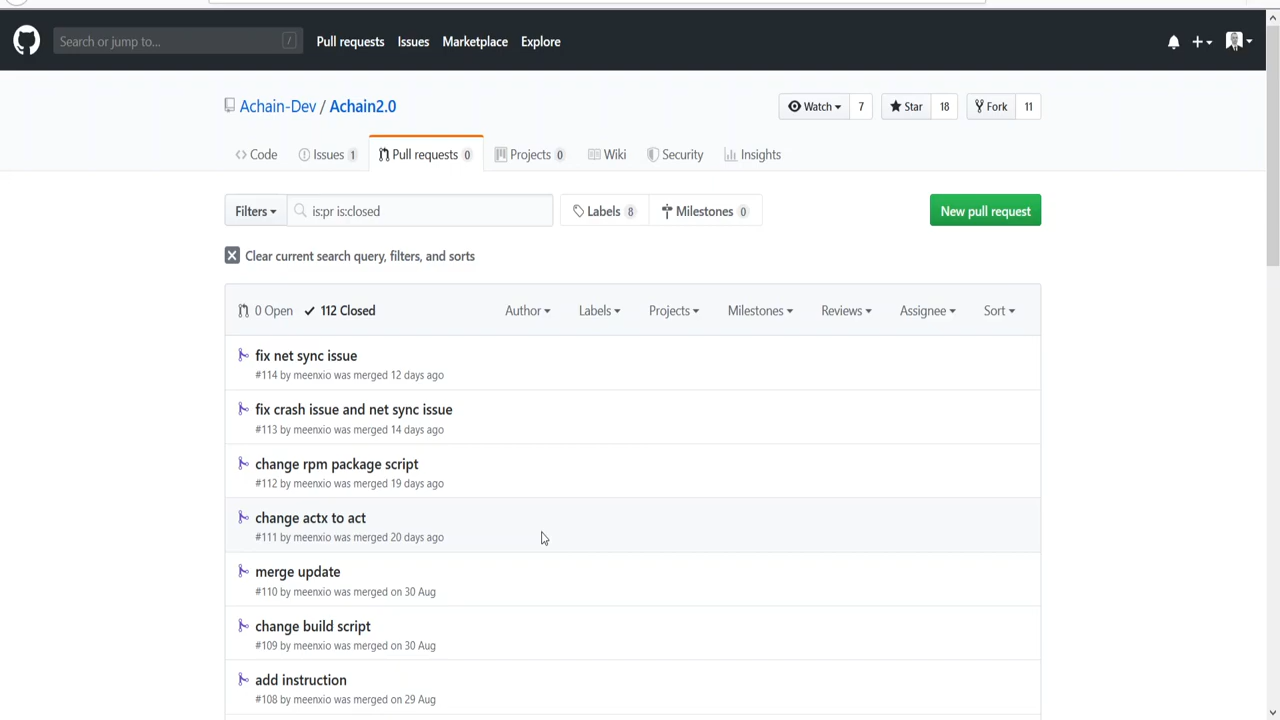 Search or jump to... / Pull requests Issues Marketplace Explore
Achain-Dev / Achain2.0 Watch 7 Star 18 Fork 11
Code Issues 1 Pull requests 0 Projects 0 Wiki Security Insights
Filters is:pr is:closed Labels 8 Milestones 0 New pull request
Clear current search query, filters, and sorts
0 Open 112 Closed Author Labels Projects Milestones Reviews Assignee Sort
fix net sync issue
#114 by meenxio was merged 12 days ago
fix crash issue and net sync issue
#113 by meenxio was merged 14 days ago
change rpm package script
#112 by meenxio was merged 19 days ago
change actx to act
#111 by meenxio was merged 20 days ago
merge update
#110 by meenxio was merged on 30 Aug
change build script
#109 by meenxio was merged on 30 Aug
add instruction
#108 by meenxio was merged on 29 Aug